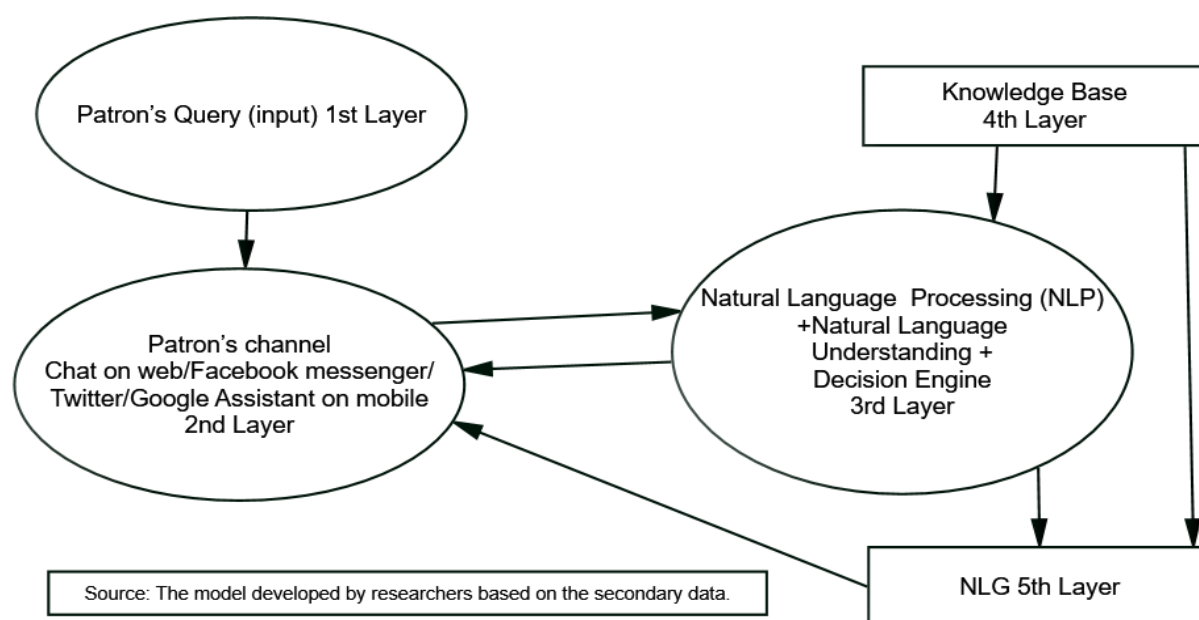 Patron’s Query (input) 1st Layer
Knowledge Base
4th Layer
Patron’s channel
Chat on web/Facebook messenger/
Twitter/Google Assistant on mobile
2nd Layer
Natural Language Processing (NLP)
+Natural Language
Understanding +
Decision Engine
3rd Layer
NLG 5th Layer
Source: The model developed by researchers based on the secondary data.